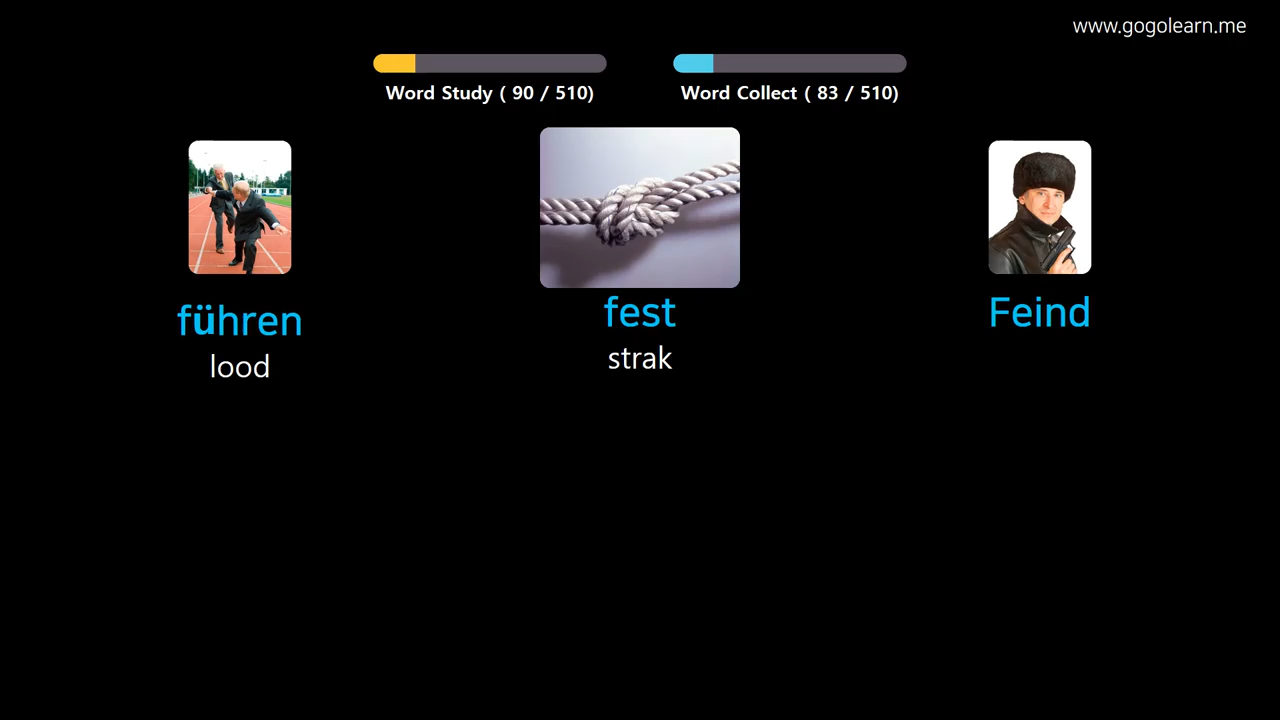 www.gogolearn.me
Word Study ( 90 / 510)
Word Collect ( 83 / 510)
führen
fest
Feind
lood
strak